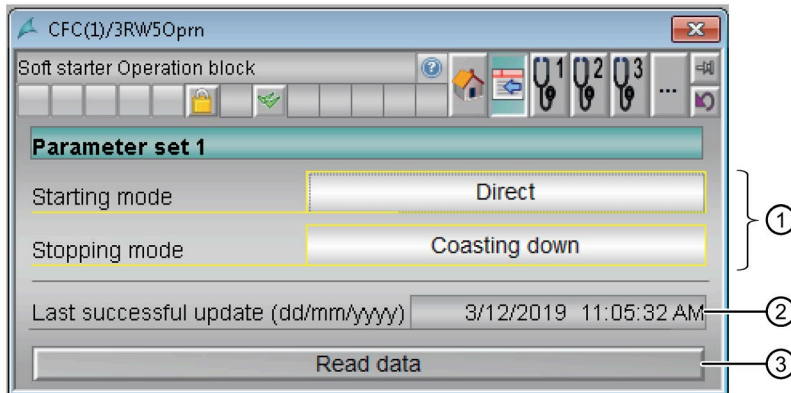 CFC(1)/3RW5Oprn
Soft starter Operation block
1 2 3 ...
Parameter set 1
Starting mode Direct
Stopping mode Coasting down
1
Last successful update (dd/mm/yyyy) 3/12/2019 11:05:32 AM
2
Read data
3